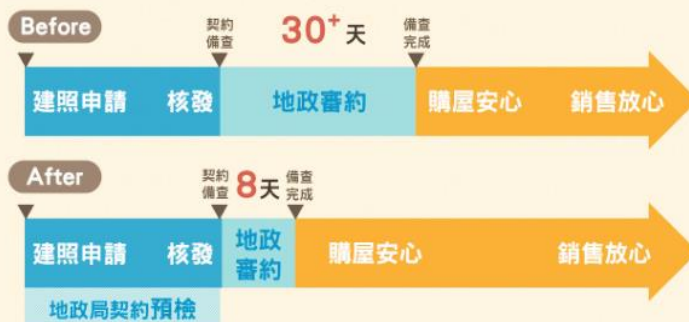 Before
契約
備查
30+天
備查
完成
建照申請 核發 地政審約 購屋安心 銷售放心
After
契約
備查
8天
備查
完成
建照申請 核發 地政
審約 購屋安心 銷售放心
地政局契約預檢